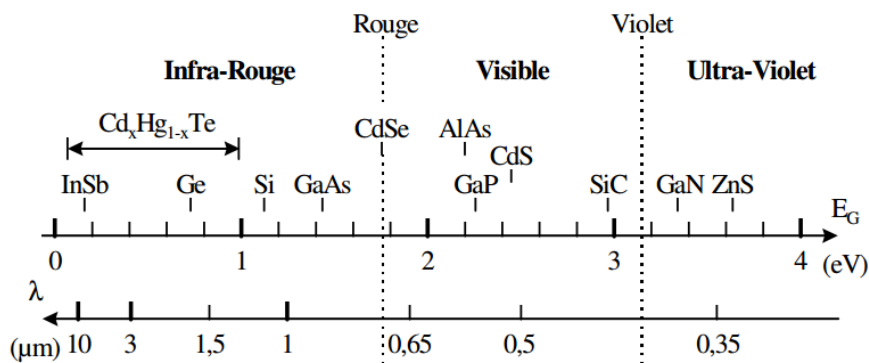 Rouge Violet
Infra-Rouge Visible Ultra-Violet
CdₓHg₁₋ₓTe CdSe AlAs
CdS
InSb Ge Si GaAs GaP SiC GaN ZnS
E_G
0 1 2 3 4 (eV)
λ
(µm) 10 3 1,5 1 0,65 0,5 0,35